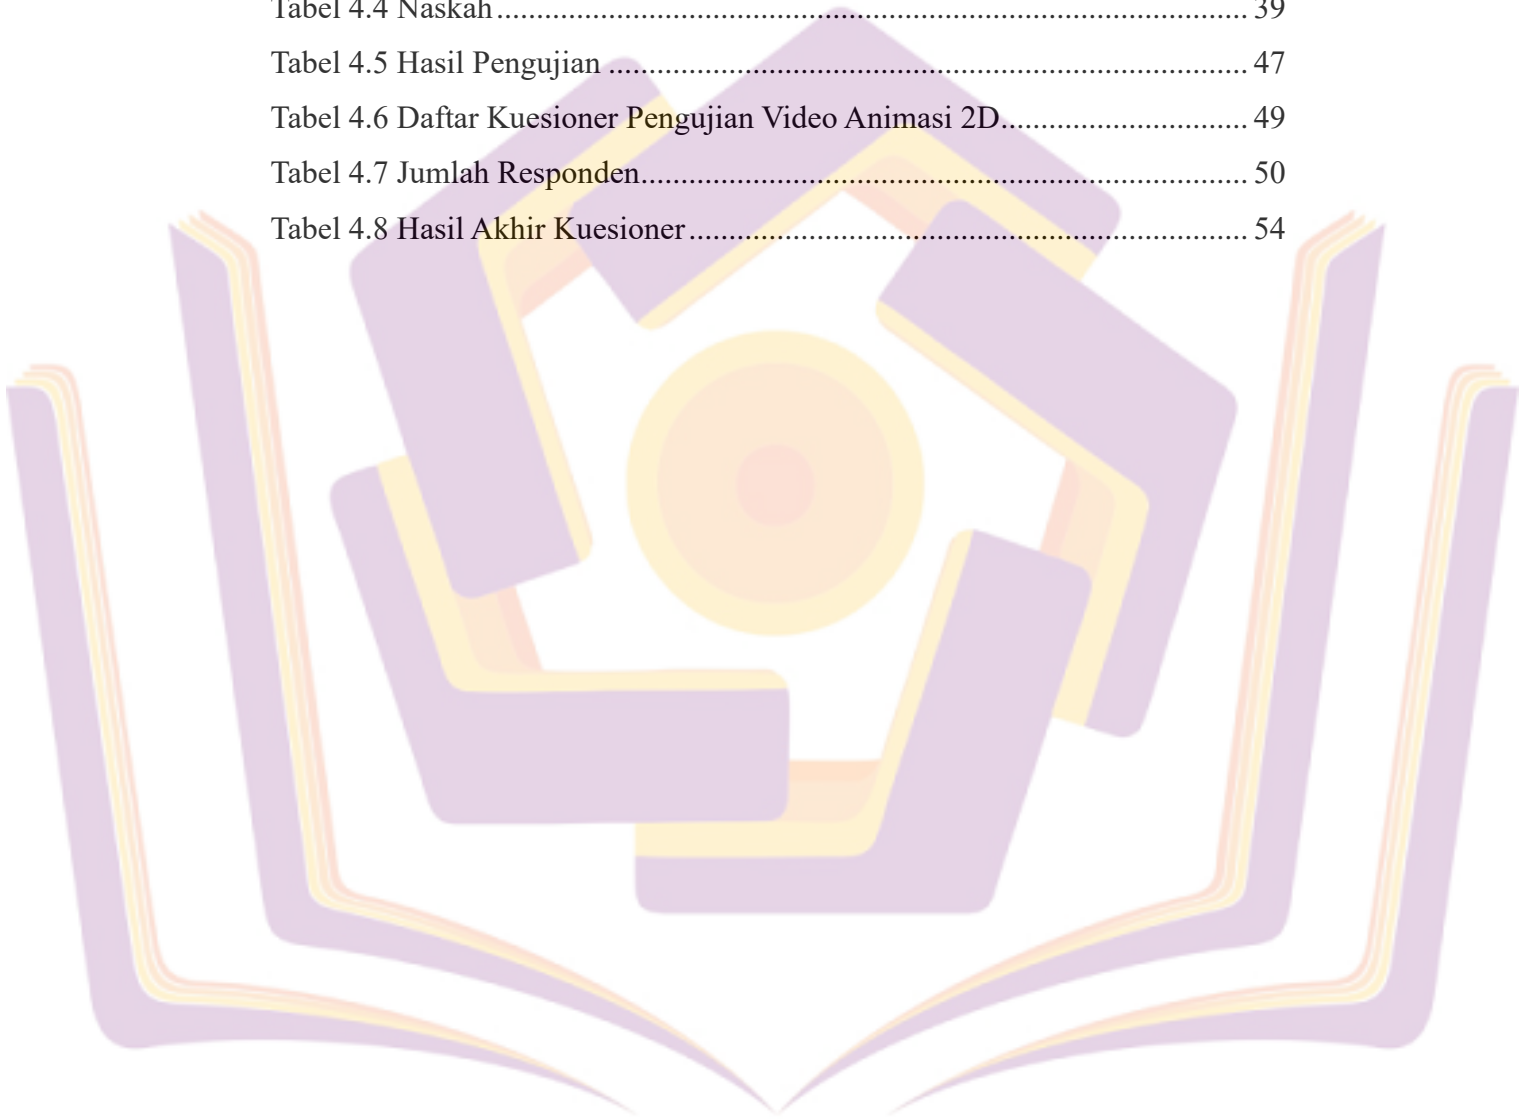 Tabel 4.4 Naskah............................................................................................... 39
Tabel 4.5 Hasil Pengujian ................................................................................. 47
Tabel 4.6 Daftar Kuesioner Pengujian Video Animasi 2D............................... 49
Tabel 4.7 Jumlah Responden............................................................................. 50
Tabel 4.8 Hasil Akhir Kuesioner....................................................................... 54